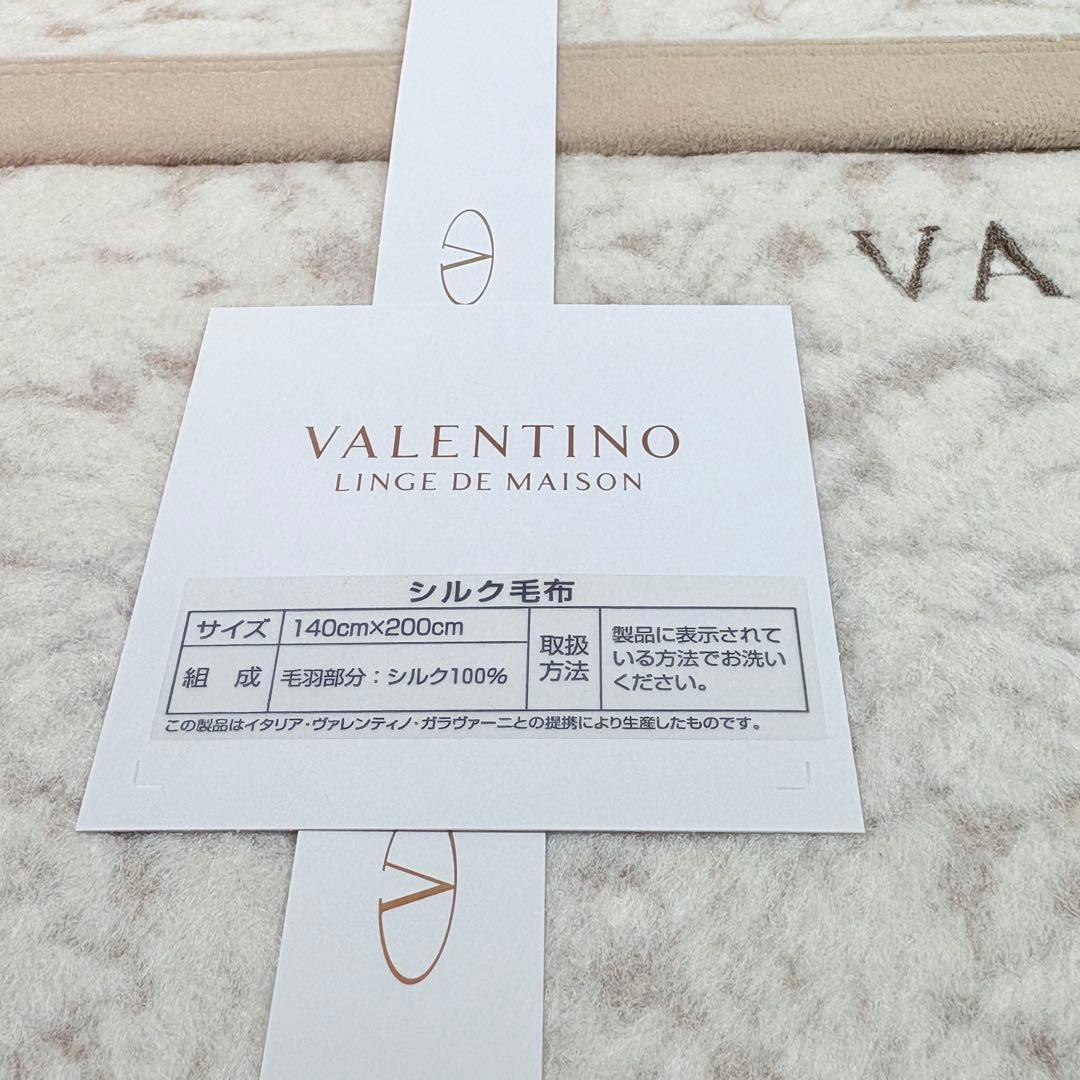 V
VA
VALENTINO
LINGE DE MAISON
シルク毛布
サイズ 140cm×200cm
組 成 毛羽部分：シルク100%
取扱方法
製品に表示されて
いる方法でお洗い
ください。
この製品はイタリア・ヴァレンティノ・ガラヴァーニとの提携により生産したものです。
V